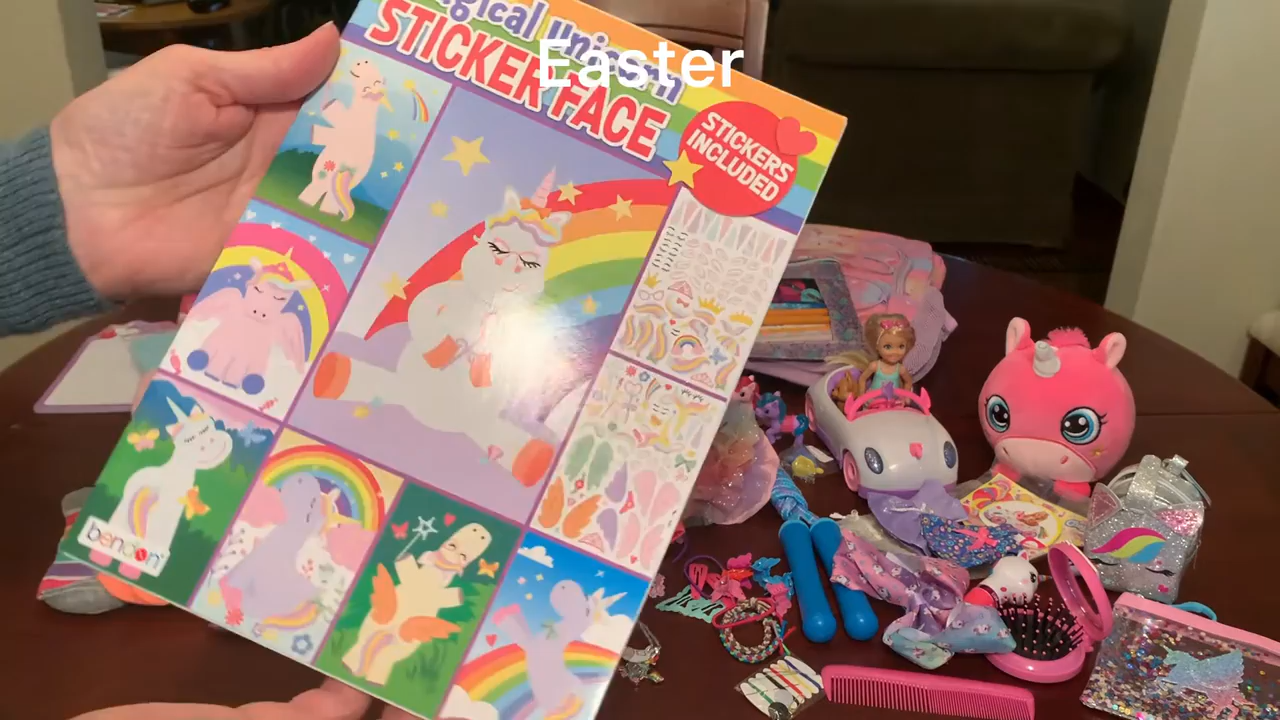 Easter
gical unicorn
STICKER FACE
STICKERS
INCLUDED
bendon